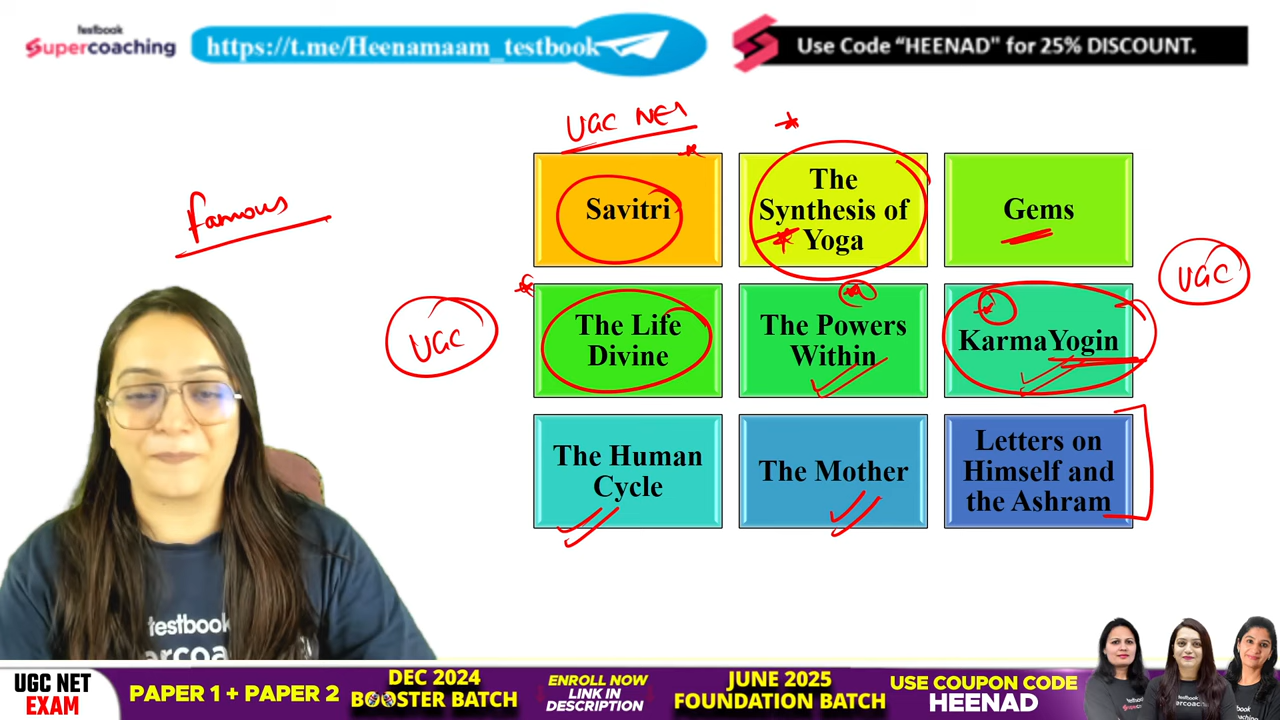 testbook
Supercoaching
https://t.me/Heenamaam_testbook
Use Code “HEENAD" for 25% DISCOUNT.
UGC NET
famous
Savitri
The
Synthesis of
Yoga
Gems
UGC
UGC
The Life
Divine
The Powers
Within
KarmaYogin
The Human
Cycle
The Mother
Letters on
Himself and
the Ashram
testbook
UGC NET
EXAM
PAPER 1 + PAPER 2
DEC 2024
BOOSTER BATCH
ENROLL NOW
LINK IN
DESCRIPTION
JUNE 2025
FOUNDATION BATCH
USE COUPON CODE
HEENAD